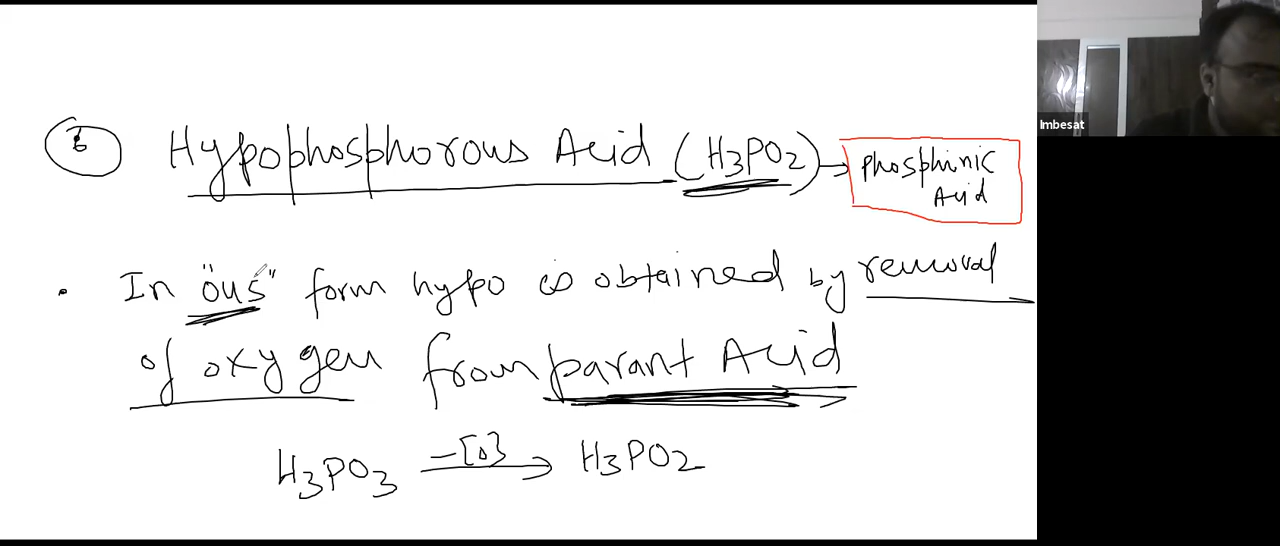 6 Hypophosphorous Acid (H3PO2) → Phosphinic Acid
• In "ous" form hypo is obtained by removal
of oxygen from parant Acid
H3PO3 —[o]→ H3PO2
Imbesat